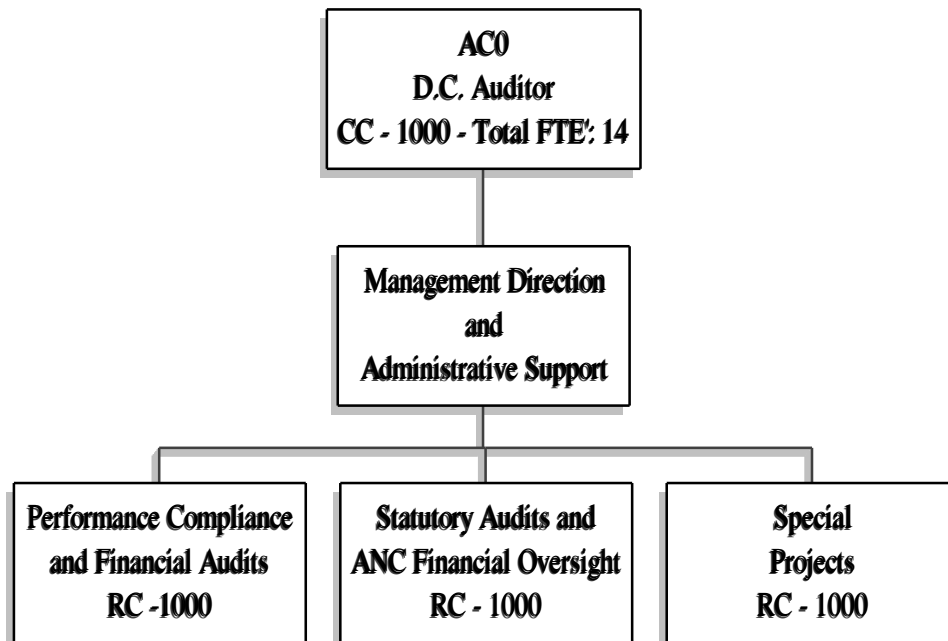 AC0
D.C. Auditor
CC - 1000 - Total FTE': 14
Management Direction
and
Administrative Support
Performance Compliance
and Financial Audits
RC -1000
Statutory Audits and
ANC Financial Oversight
RC - 1000
Special
Projects
RC - 1000